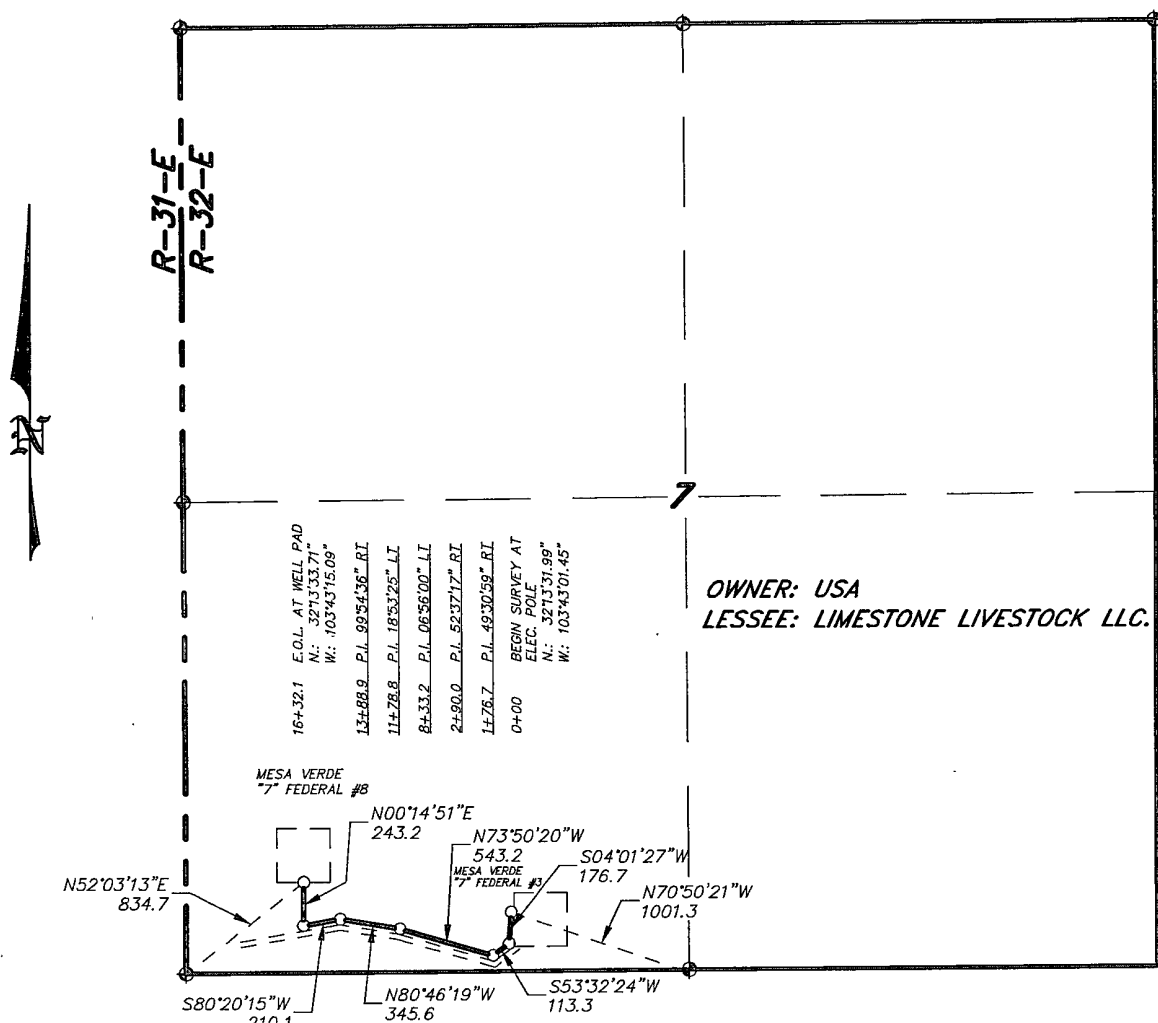 R-31-E
R-32-E
N
7
OWNER: USA
LESSEE: LIMESTONE LIVESTOCK LLC.
16+32.1 E.O.L. AT WELL PAD
N.: 32°13'33.71"
W.: 103°43'15.09"
13+88.9 P.I. 99°54'36" RT
11+78.8 P.I. 18°53'25" LT
8+33.2 P.I. 06°56'00" LT
2+90.0 P.I. 52°37'17" RT
1+76.7 P.I. 49°30'59" RT
0+00 BEGIN SURVEY AT
ELEC. POLE
N.: 32°13'31.99"
W.: 103°43'01.45"
MESA VERDE
"7" FEDERAL #8
N00°14'51"E
243.2
N73°50'20"W
543.2
MESA VERDE
"7" FEDERAL #3
S04°01'27"W
176.7
N70°50'21"W
1001.3
N52°03'13"E
834.7
S80°20'15"W
210.1
N80°46'19"W
345.6
S53°32'24"W
113.3